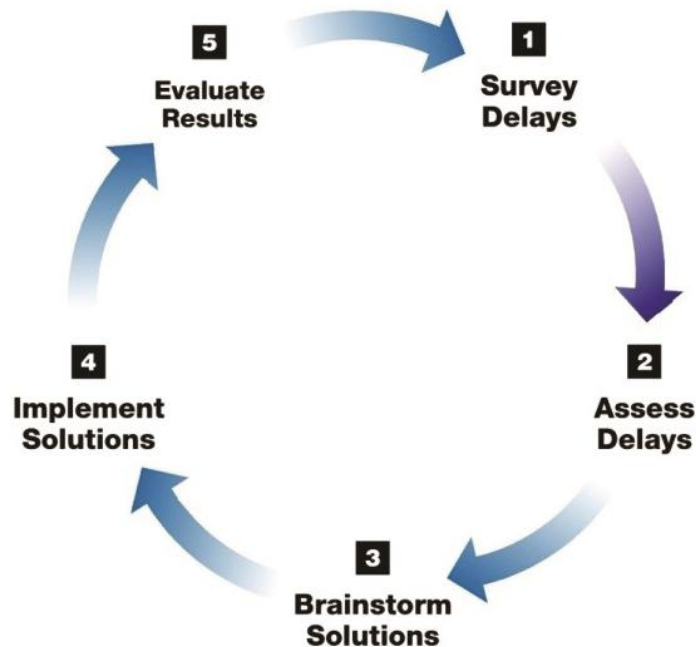 1
Survey
Delays
2
Assess
Delays
3
Brainstorm
Solutions
4
Implement
Solutions
5
Evaluate
Results